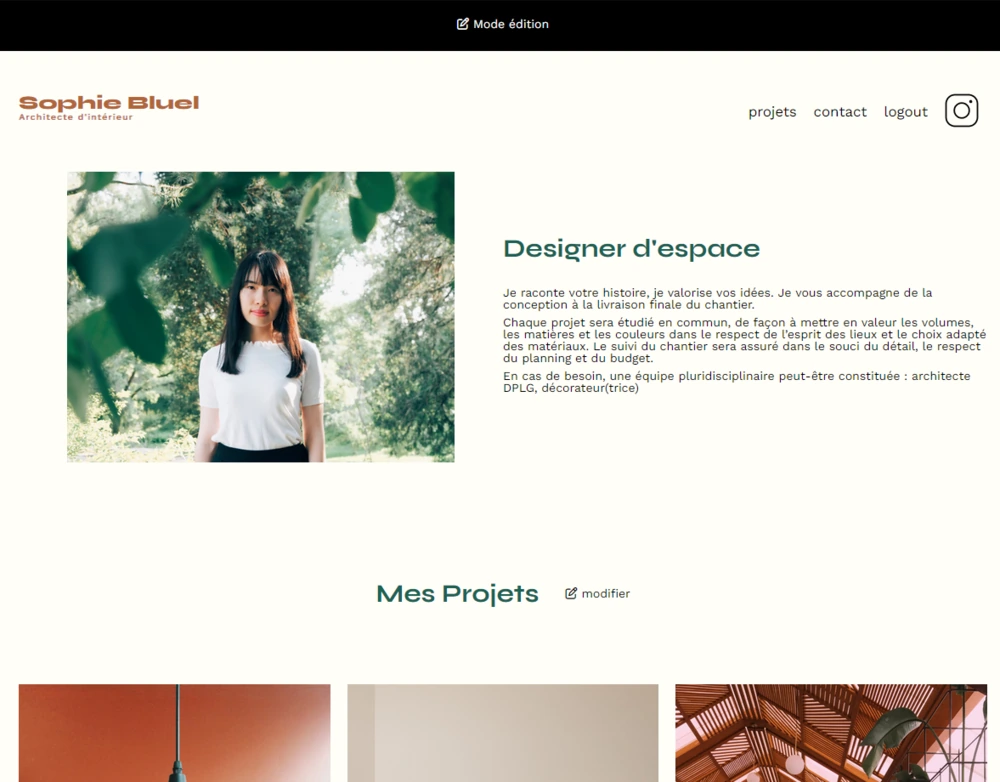 Mode édition
Sophie Bluel
Architecte d'intérieur
projets contact logout
Designer d'espace
Je raconte votre histoire, je valorise vos idées. Je vous accompagne de la
conception à la livraison finale du chantier.
Chaque projet sera étudié en commun, de façon à mettre en valeur les volumes,
les matières et les couleurs dans le respect de l'esprit des lieux et le choix adapté
des matériaux. Le suivi du chantier sera assuré dans le souci du détail, le respect
du planning et du budget.
En cas de besoin, une équipe pluridisciplinaire peut-être constituée : architecte
DPLG, décorateur(trice)
Mes Projets modifier